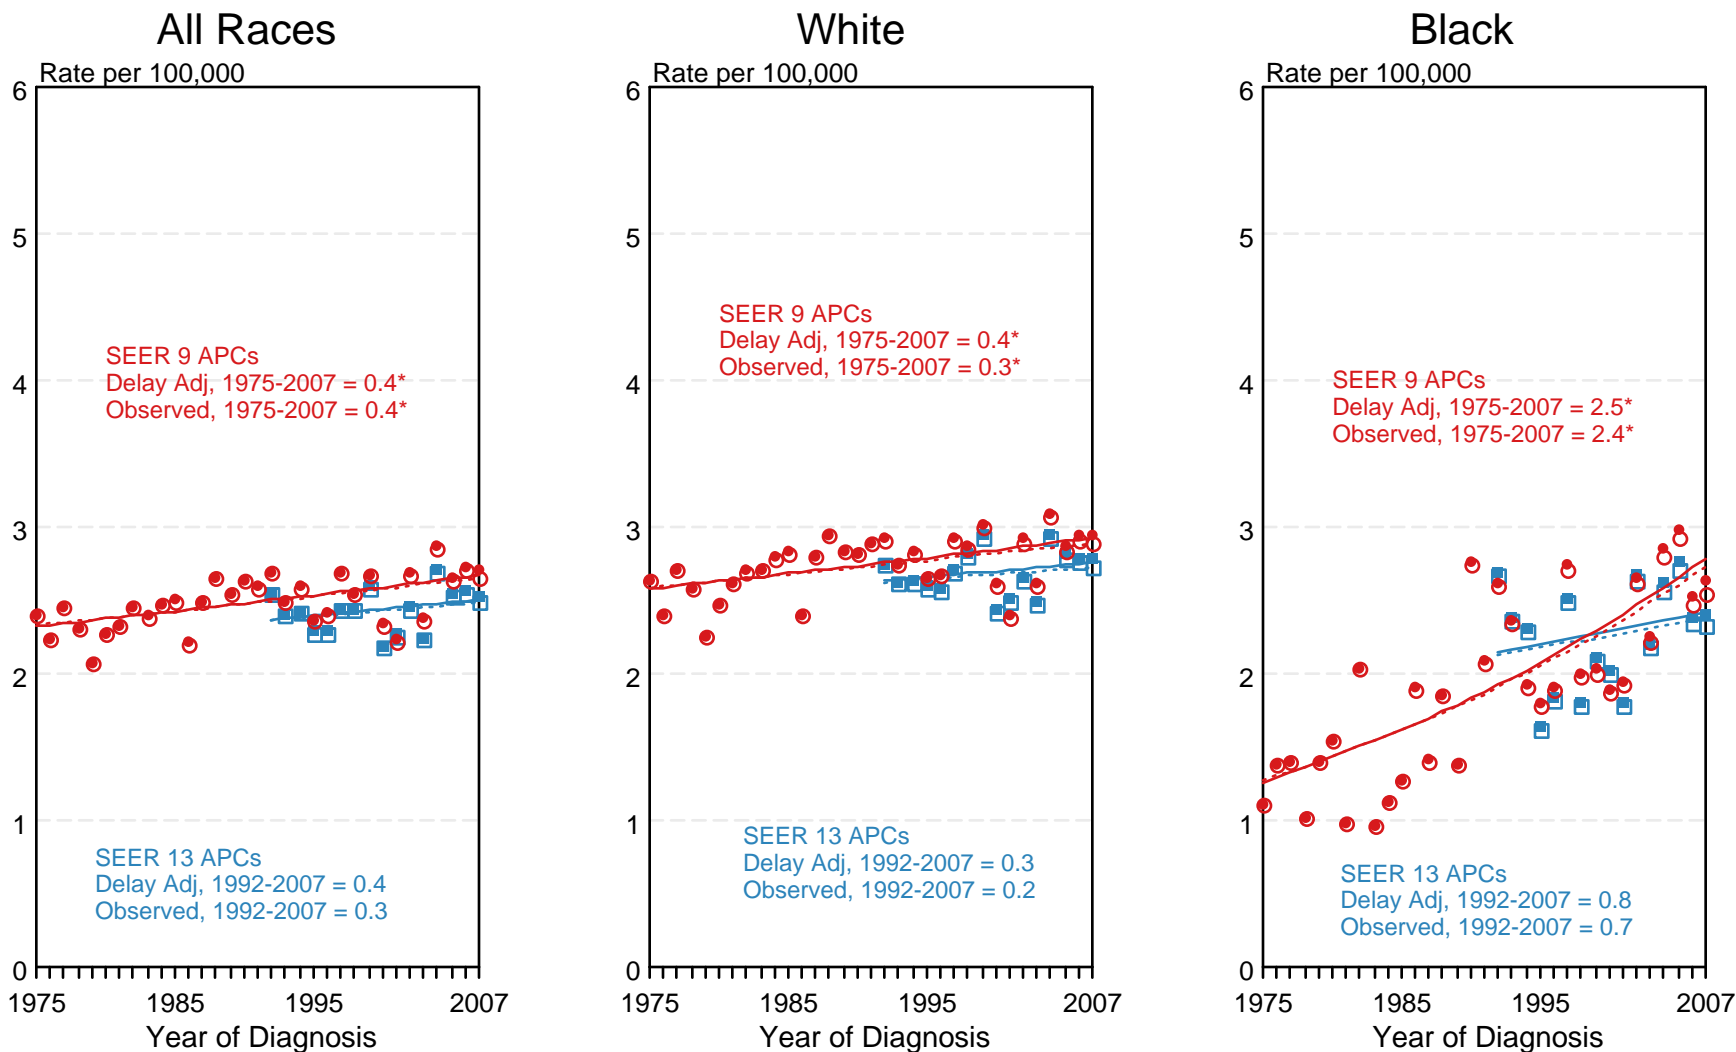 All Races
Rate per 100,000
6
5
4
3
2
1
0
SEER 9 APCs
Delay Adj, 1975-2007 = 0.4*
Observed, 1975-2007 = 0.4*
SEER 13 APCs
Delay Adj, 1992-2007 = 0.4
Observed, 1992-2007 = 0.3
1975 1985 1995 2007
Year of Diagnosis
White
Rate per 100,000
6
5
4
3
2
1
0
SEER 9 APCs
Delay Adj, 1975-2007 = 0.4*
Observed, 1975-2007 = 0.3*
SEER 13 APCs
Delay Adj, 1992-2007 = 0.3
Observed, 1992-2007 = 0.2
1975 1985 1995 2007
Year of Diagnosis
Black
Rate per 100,000
6
5
4
3
2
1
0
SEER 9 APCs
Delay Adj, 1975-2007 = 2.5*
Observed, 1975-2007 = 2.4*
SEER 13 APCs
Delay Adj, 1992-2007 = 0.8
Observed, 1992-2007 = 0.7
1975 1985 1995 2007
Year of Diagnosis